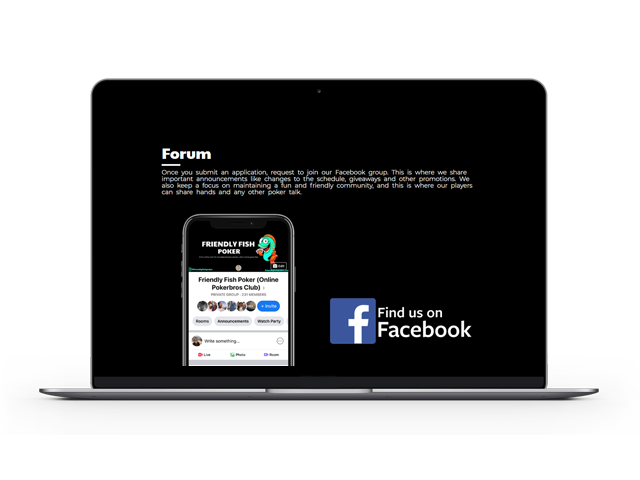 Forum
Once you submit an application, request to join our Facebook group. This is where we share
important announcements like changes to the schedule, giveaways and other promotions. We
also keep a focus on maintaining a fun and friendly community, and this is where our players
can share hands and any other poker talk.
FRIENDLY FISH
POKER
Edit
Friendly Fish Poker (Online
Pokerbros Club)
PRIVATE GROUP · 231 MEMBERS
+ Invite
Rooms Announcements Watch Party
Write something...
Live Photo Room
f Find us on
Facebook